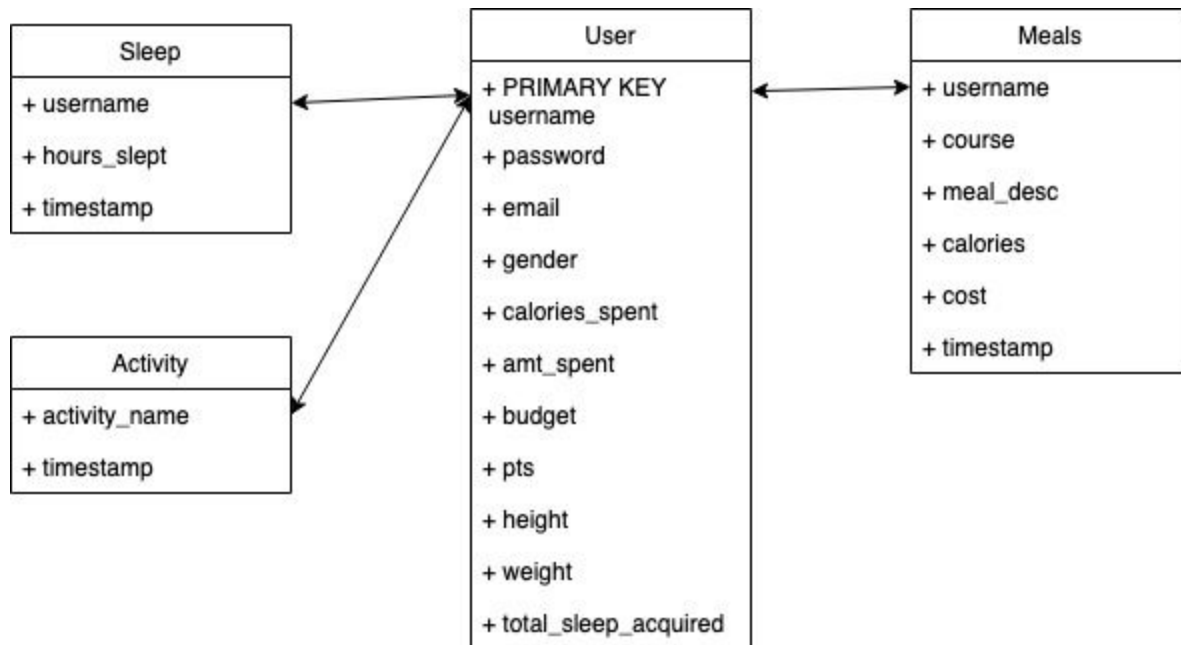 Sleep
+ username
+ hours_slept
+ timestamp
Activity
+ activity_name
+ timestamp
User
+ PRIMARY KEY
username
+ password
+ email
+ gender
+ calories_spent
+ amt_spent
+ budget
+ pts
+ height
+ weight
+ total_sleep_acquired
Meals
+ username
+ course
+ meal_desc
+ calories
+ cost
+ timestamp